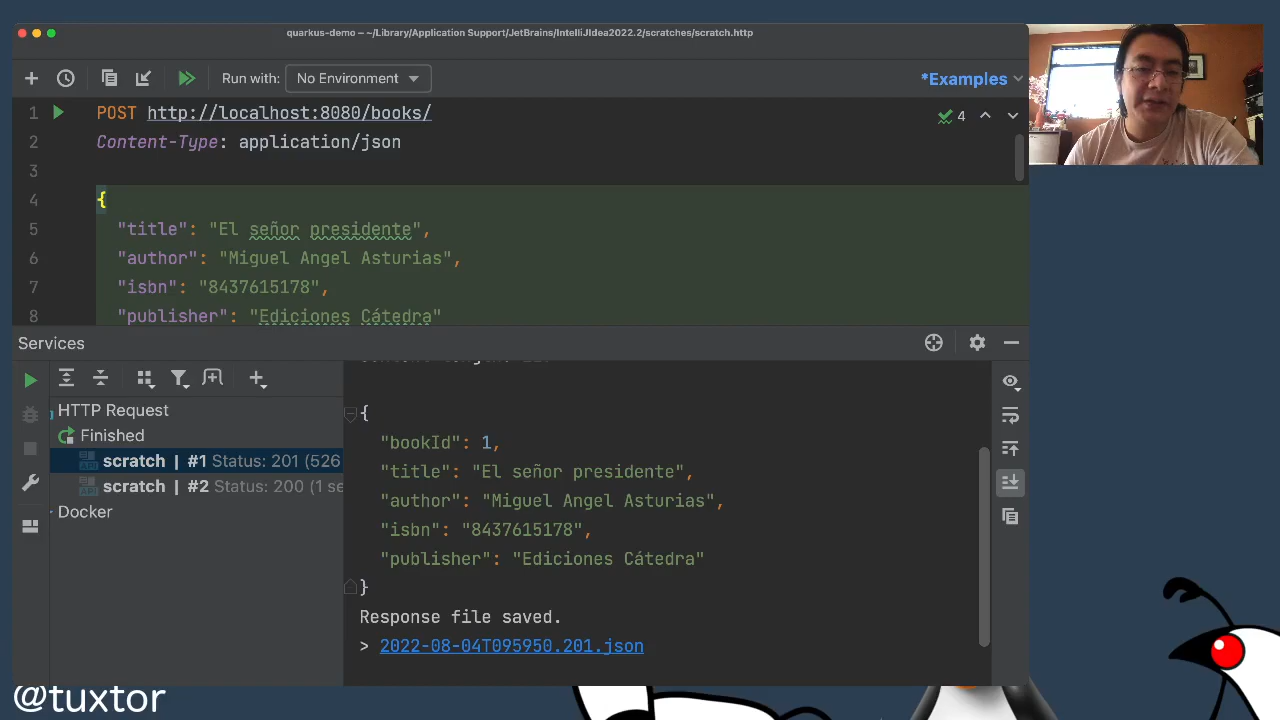 quarkus-demo – ~/Library/Application Support/JetBrains/IntelliJIdea2022.2/scratches/scratch.http
Run with: No Environment
*Examples
1 POST http://localhost:8080/books/
4
2 Content-Type: application/json
3
4 {
5 "title": "El señor presidente",
6 "author": "Miguel Angel Asturias",
7 "isbn": "8437615178",
8 "publisher": "Ediciones Cátedra"
Services
HTTP Request
Finished
scratch | #1 Status: 201 (526
scratch | #2 Status: 200 (1 se
Docker
{
"bookId": 1,
"title": "El señor presidente",
"author": "Miguel Angel Asturias",
"isbn": "8437615178",
"publisher": "Ediciones Cátedra"
}
Response file saved.
> 2022-08-04T095950.201.json
@tuxtor